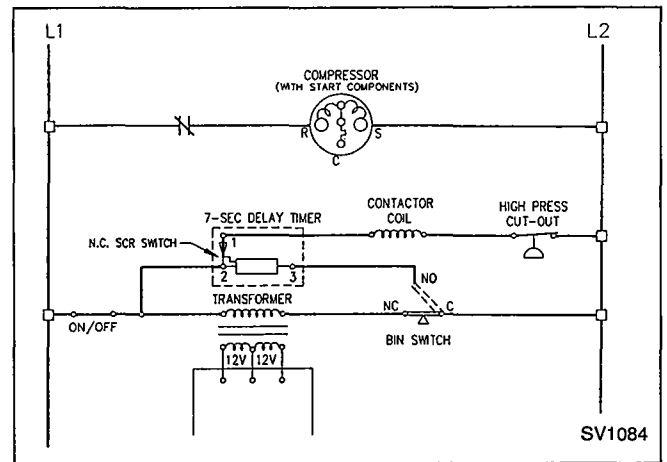 L1
L2
COMPRESSOR
(WITH START COMPONENTS)
R
S
C
7-SEC DELAY TIMER
CONTACTOR
COIL
HIGH PRESS
CUT-OUT
N.C. SCR SWITCH
1
2
3
NO
TRANSFORMER
NC
C
ON/OFF
BIN SWITCH
12V
12V
SV1084